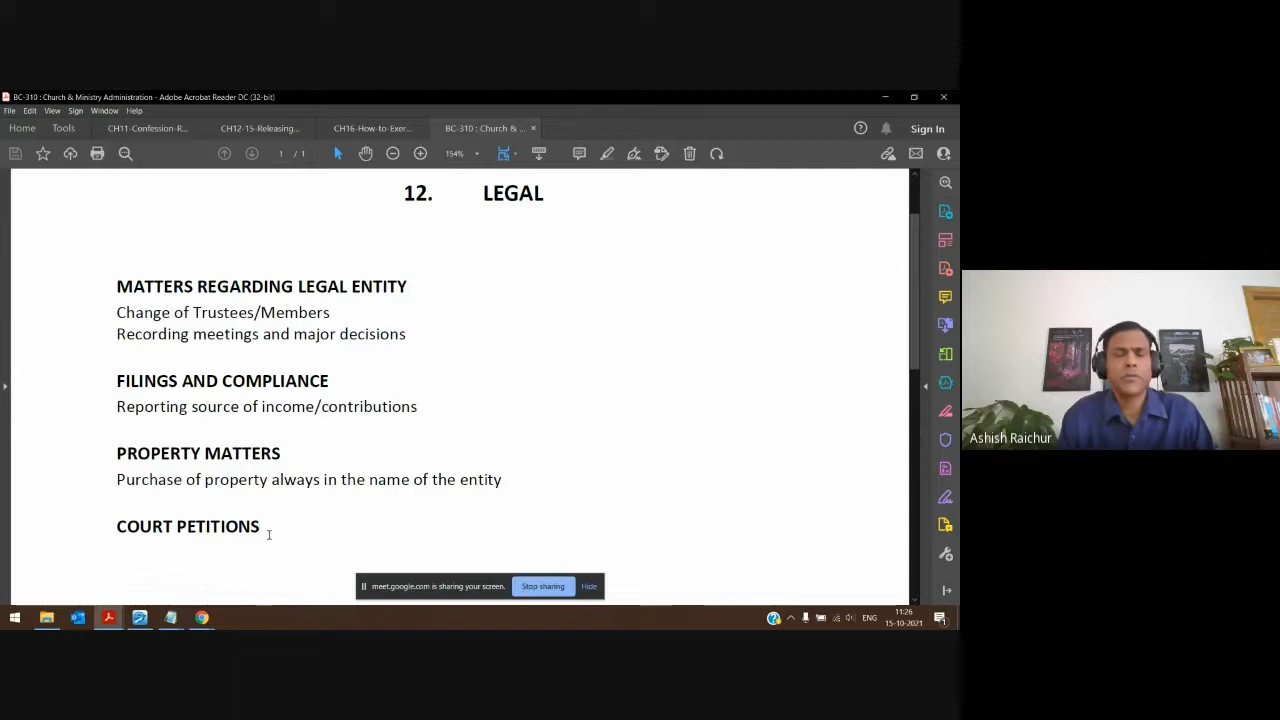 BC-310 : Church & Ministry Administration - Adobe Acrobat Reader DC (32-bit)
File Edit View Sign Window Help
Home Tools CH11-Confession-R... CH12-15-Releasing... CH16-How-to-Exer... BC-310 : Church & ... × Sign In
1 / 1 154%
12. LEGAL
MATTERS REGARDING LEGAL ENTITY
Change of Trustees/Members
Recording meetings and major decisions
FILINGS AND COMPLIANCE
Reporting source of income/contributions
PROPERTY MATTERS
Purchase of property always in the name of the entity
COURT PETITIONS
meet.google.com is sharing your screen. Stop sharing Hide
ENG
11:26
15-10-2021
Ashish Raichur